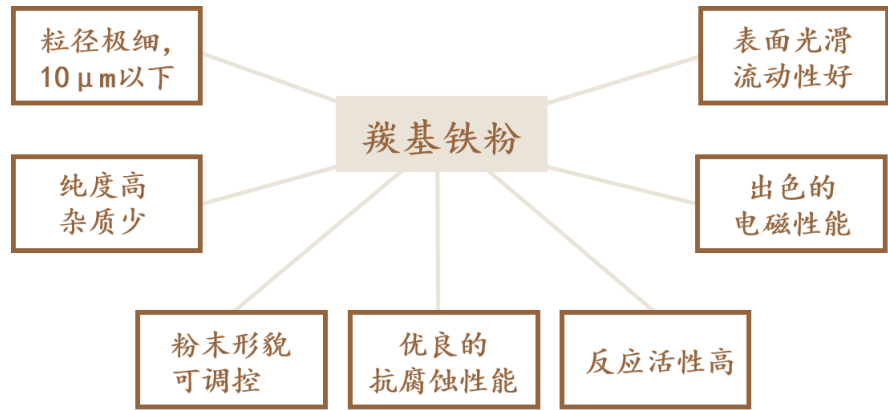 粒径极细，
10μm以下
表面光滑
流动性好
羰基铁粉
纯度高
杂质少
出色的
电磁性能
粉末形貌
可调控
优良的
抗腐蚀性能
反应活性高